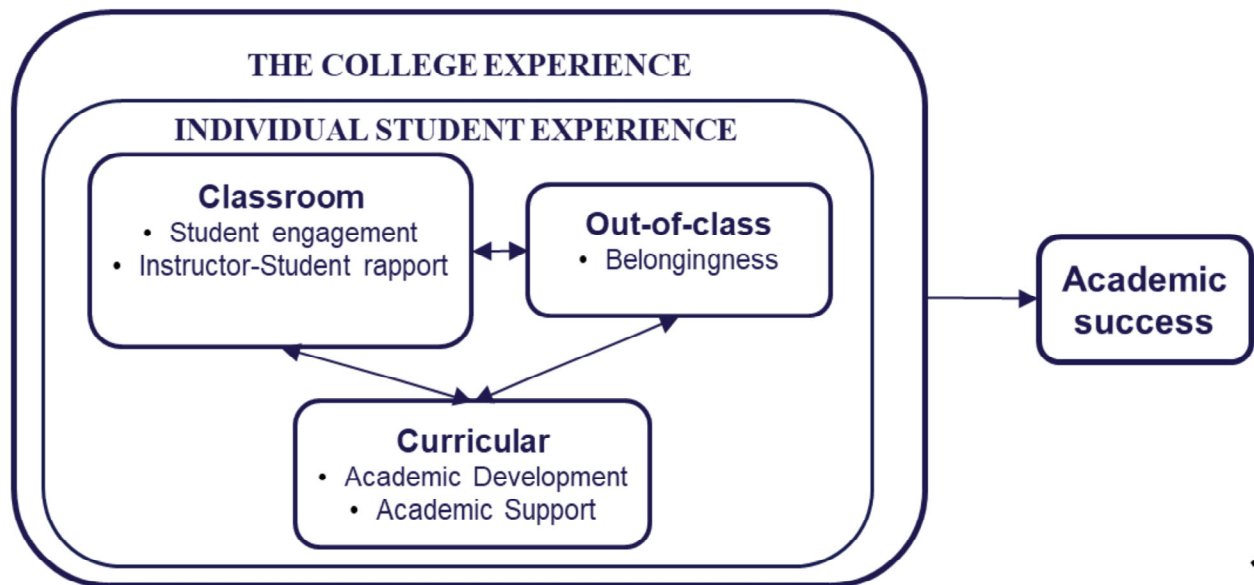 THE COLLEGE EXPERIENCE
INDIVIDUAL STUDENT EXPERIENCE
Classroom
• Student engagement
• Instructor-Student rapport
Out-of-class
• Belongingness
Curricular
• Academic Development
• Academic Support
Academic
success